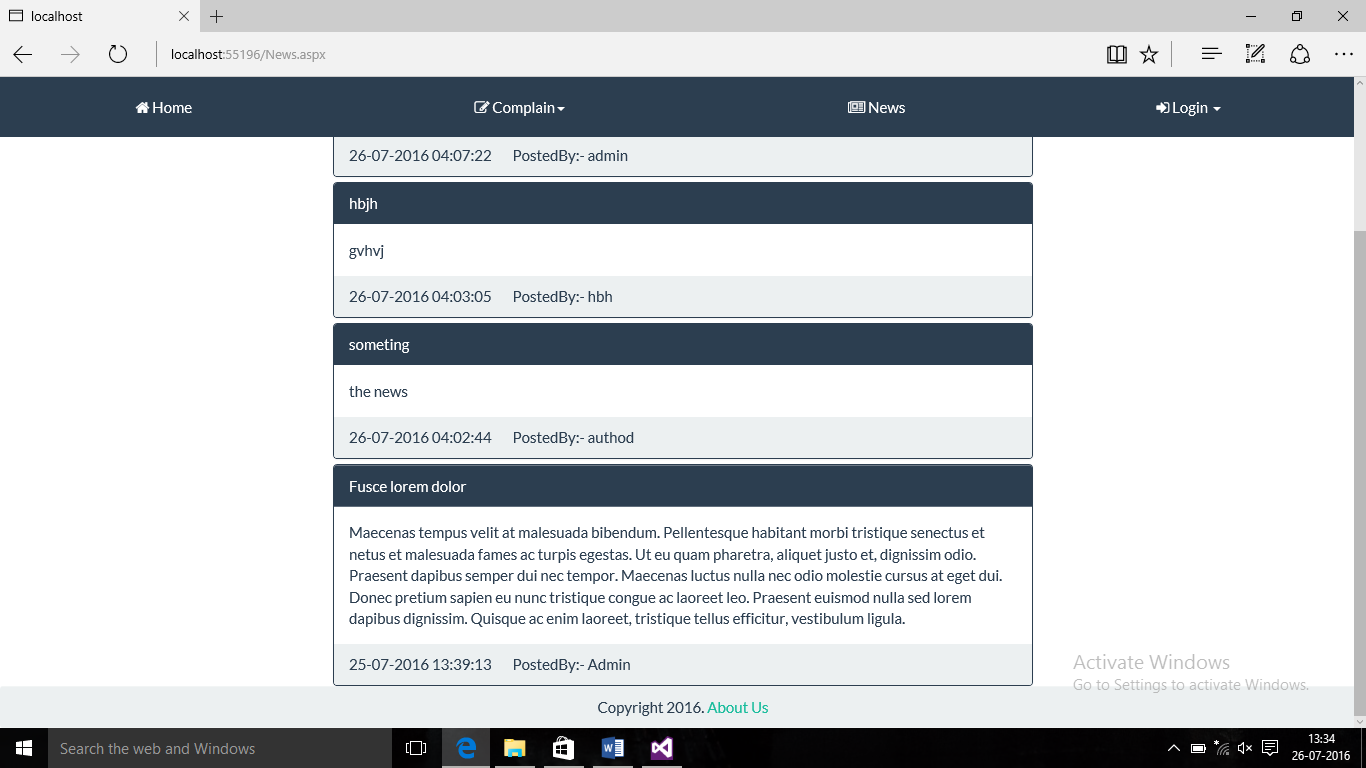 localhost
localhost:55196/News.aspx
Home
Complain
News
Login
26-07-2016 04:07:22 PostedBy:- admin
hbjh
gvhvj
26-07-2016 04:03:05 PostedBy:- hbh
someting
the news
26-07-2016 04:02:44 PostedBy:- authod
Fusce lorem dolor
Maecenas tempus velit at malesuada bibendum. Pellentesque habitant morbi tristique senectus et
netus et malesuada fames ac turpis egestas. Ut eu quam pharetra, aliquet justo et, dignissim odio.
Praesent dapibus semper dui nec tempor. Maecenas luctus nulla nec odio molestie cursus at eget dui.
Donec pretium sapien eu nunc tristique congue ac laoreet leo. Praesent euismod nulla sed lorem
dapibus dignissim. Quisque ac enim laoreet, tristique tellus efficitur, vestibulum ligula.
25-07-2016 13:39:13 PostedBy:- Admin
Activate Windows
Go to Settings to activate Windows.
Copyright 2016. About Us
Search the web and Windows
13:34
26-07-2016